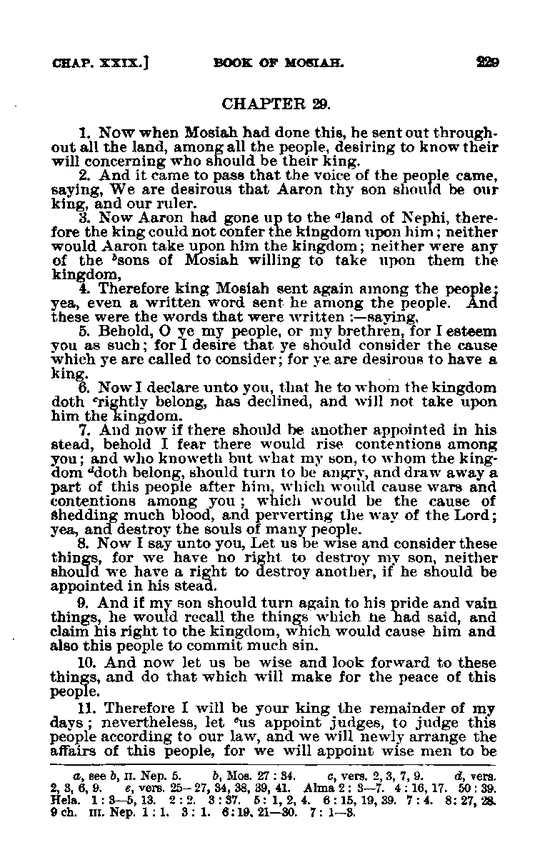 CHAP. XXIX.] BOOK OF MOSIAH. 229
CHAPTER 29.
1. Now when Mosiah had done this, he sent out through-
out all the land, among all the people, desiring to know their
will concerning who should be their king.
2. And it came to pass that the voice of the people came,
saying, We are desirous that Aaron thy son should be our
king, and our ruler.
3. Now Aaron had gone up to the ᵃland of Nephi, there-
fore the king could not confer the kingdom upon him; neither
would Aaron take upon him the kingdom; neither were any
of the ᵇsons of Mosiah willing to take upon them the
kingdom,
4. Therefore king Mosiah sent again among the people;
yea, even a written word sent he among the people. And
these were the words that were written :—saying,
5. Behold, O ye my people, or my brethren, for I esteem
you as such; for I desire that ye should consider the cause
which ye are called to consider; for ye are desirous to have a
king.
6. Now I declare unto you, that he to whom the kingdom
doth ᶜrightly belong, has declined, and will not take upon
him the kingdom.
7. And now if there should be another appointed in his
stead, behold I fear there would rise contentions among
you; and who knoweth but what my son, to whom the king-
dom ᵈdoth belong, should turn to be angry, and draw away a
part of this people after him, which would cause wars and
contentions among you; which would be the cause of
shedding much blood, and perverting the way of the Lord;
yea, and destroy the souls of many people.
8. Now I say unto you, Let us be wise and consider these
things, for we have no right to destroy my son, neither
should we have a right to destroy another, if he should be
appointed in his stead.
9. And if my son should turn again to his pride and vain
things, he would recall the things which he had said, and
claim his right to the kingdom, which would cause him and
also this people to commit much sin.
10. And now let us be wise and look forward to these
things, and do that which will make for the peace of this
people.
11. Therefore I will be your king the remainder of my
days; nevertheless, let ᵉus appoint judges, to judge this
people according to our law, and we will newly arrange the
affairs of this people, for we will appoint wise men to be
a, see b, II. Nep. 5. b, Mos. 27 : 34. c, vers. 2, 3, 7, 9. d, vers.
2, 3, 6, 9. e, vers. 25—27, 34, 38, 39, 41. Alma 2 : 3—7. 4 : 16, 17. 50 : 39.
Hela. 1 : 3—5, 13. 2 : 2. 3 : 37. 5 : 1, 2, 4. 6 : 15, 19, 39. 7 : 4. 8 : 27, 28.
9 ch. III. Nep. 1 : 1. 3 : 1. 6 : 19, 21—30. 7 : 1—3.